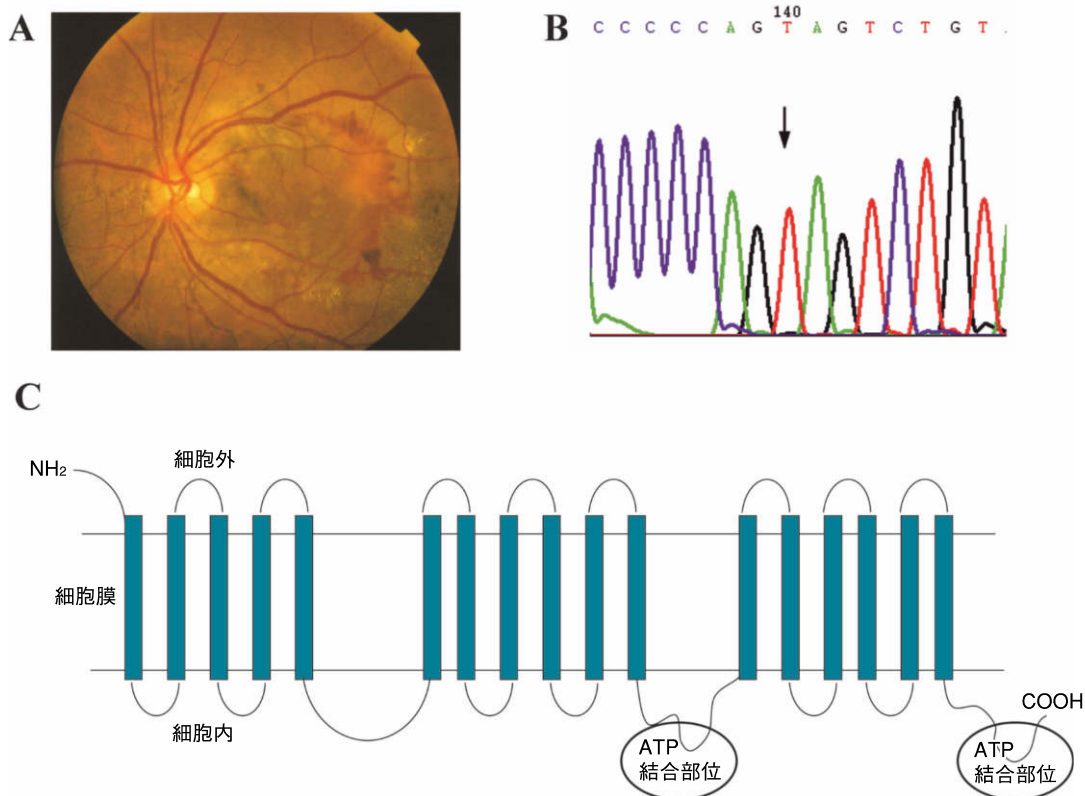 A
B
140
C C C C C A G T A G T C T G T .
C
NH₂
細胞外
細胞膜
細胞内
ATP
結合部位
COOH
ATP
結合部位